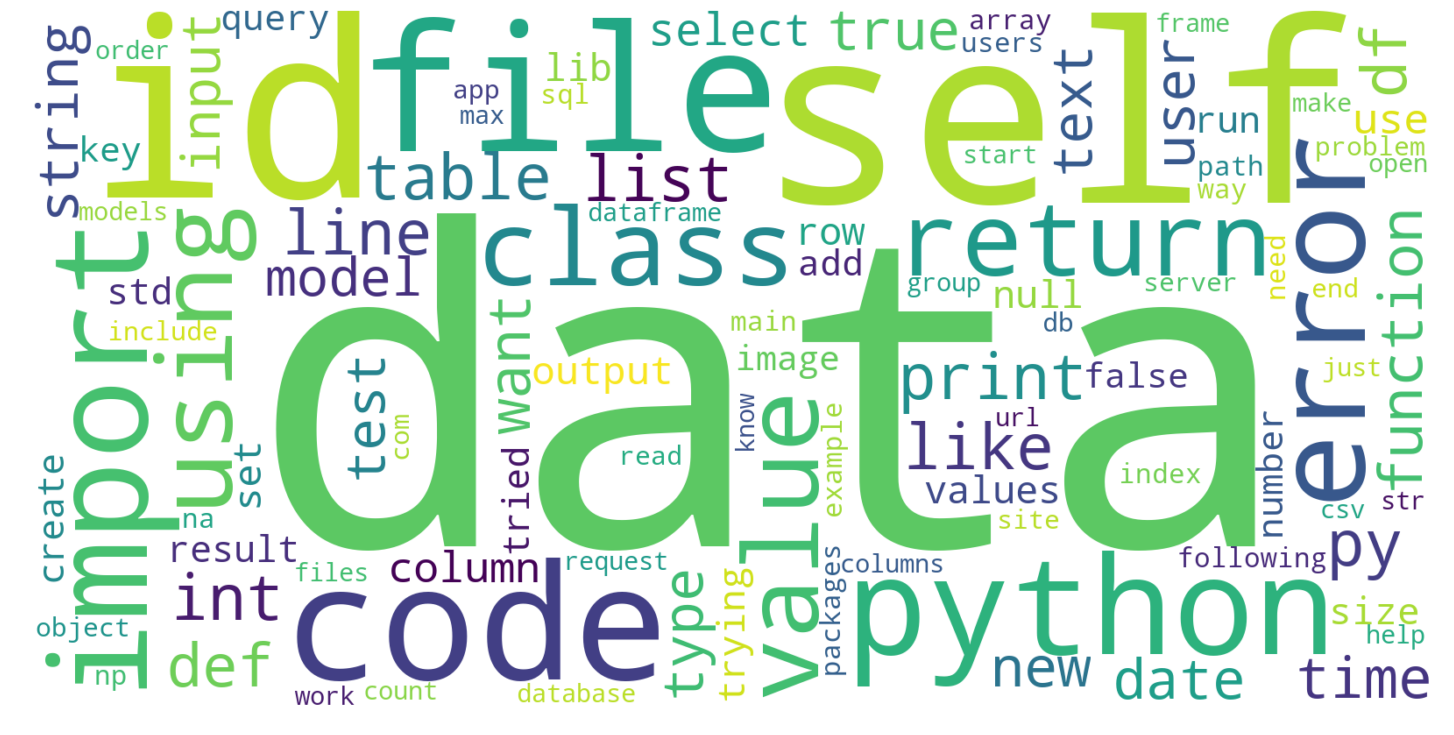 data
id
file
self
import
using
code
python
error
class
return
value
print
function
list
table
line
model
int
def
like
true
select
string
input
text
user
df
use
run
key
query
order
lib
sql
app
max
array
users
frame
make
problem
open
path
way
start
models
std
include
dataframe
row
add
group
null
server
need
end
main
db
image
want
output
test
com
know
read
tried
example
url
values
site
index
number
false
just
csv
str
py
following
columns
packages
create
set
na
result
files
column
request
type
trying
object
np
work
count
database
new
date
size
help
time